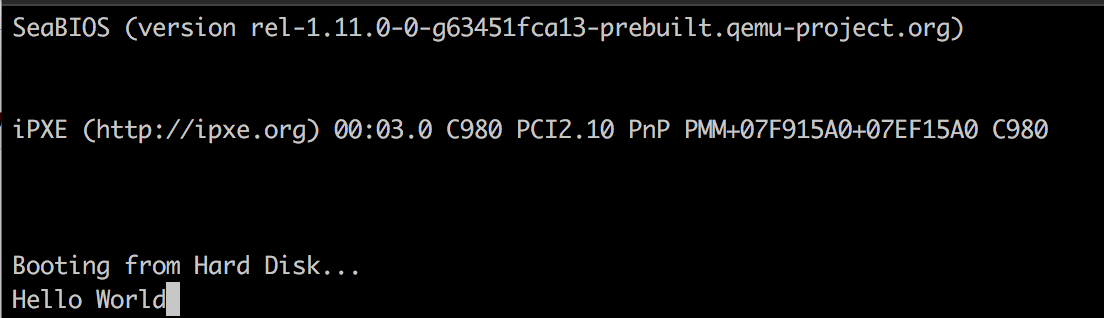 SeaBIOS (version rel-1.11.0-0-g63451fca13-prebuilt.qemu-project.org)
iPXE (http://ipxe.org) 00:03.0 C980 PCI2.10 PnP PMM+07F915A0+07EF15A0 C980
Booting from Hard Disk...
Hello World